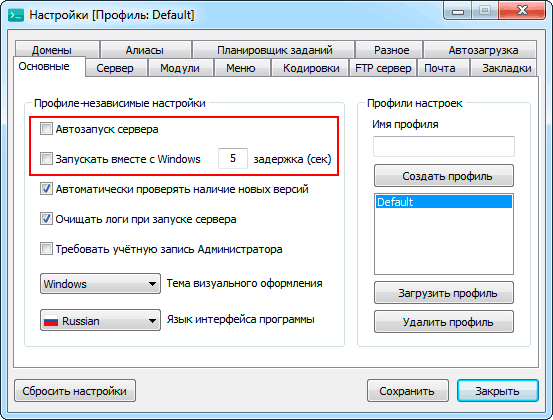 Настройки [Профиль: Default]
Домены Алиасы Планировщик заданий Разное Автозагрузка
Основные Сервер Модули Меню Кодировки FTP сервер Почта Закладки
Профиле-независимые настройки
Автозапуск сервера
Запускать вместе с Windows 5 задержка (сек)
Автоматически проверять наличие новых версий
Очищать логи при запуске сервера
Требовать учётную запись Администратора
Windows Тема визуального оформления
Russian Язык интерфейса программы
Профили настроек
Имя профиля
Создать профиль
Default
Загрузить профиль
Удалить профиль
Сбросить настройки Сохранить Закрыть